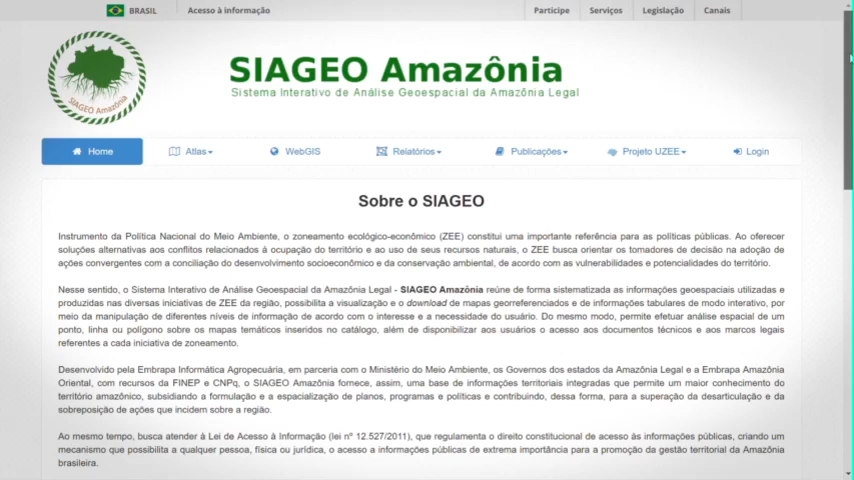 BRASIL
Acesso à informação
Participe
Serviços
Legislação
Canais
SIAGEO Amazônia
SIAGEO Amazônia
Sistema Interativo de Análise Geoespacial da Amazônia Legal
Home
Atlas
WebGIS
Relatórios
Publicações
Projeto UZEE
Login
Sobre o SIAGEO
Instrumento da Política Nacional do Meio Ambiente, o zoneamento ecológico-econômico (ZEE) constitui uma importante referência para as políticas públicas. Ao oferecer
soluções alternativas aos conflitos relacionados à ocupação do território e ao uso de seus recursos naturais, o ZEE busca orientar os tomadores de decisão na adoção de
ações convergentes com a conciliação do desenvolvimento socioeconômico e da conservação ambiental, de acordo com as vulnerabilidades e potencialidades do território.
Nesse sentido, o Sistema Interativo de Análise Geoespacial da Amazônia Legal - SIAGEO Amazônia reúne de forma sistematizada as informações geoespaciais utilizadas e
produzidas nas diversas iniciativas de ZEE da região, possibilita a visualização e o download de mapas georreferenciados e de informações tabulares de modo interativo, por
meio da manipulação de diferentes níveis de informação de acordo com o interesse e a necessidade do usuário. Do mesmo modo, permite efetuar análise espacial de um
ponto, linha ou polígono sobre os mapas temáticos inseridos no catálogo, além de disponibilizar aos usuários o acesso aos documentos técnicos e aos marcos legais
referentes a cada iniciativa de zoneamento.
Desenvolvido pela Embrapa Informática Agropecuária, em parceria com o Ministério do Meio Ambiente, os Governos dos estados da Amazônia Legal e a Embrapa Amazônia
Oriental, com recursos da FINEP e CNPq, o SIAGEO Amazônia fornece, assim, uma base de informações territoriais integradas que permite um maior conhecimento do
território amazônico, subsidiando a formulação e a espacialização de planos, programas e políticas e contribuindo, dessa forma, para a superação da desarticulação e da
sobreposição de ações que incidem sobre a região.
Ao mesmo tempo, busca atender à Lei de Acesso à Informação (lei nº 12.527/2011), que regulamenta o direito constitucional de acesso às informações públicas, criando um
mecanismo que possibilita a qualquer pessoa, física ou jurídica, o acesso a informações públicas de extrema importância para a promoção da gestão territorial da Amazônia
brasileira.